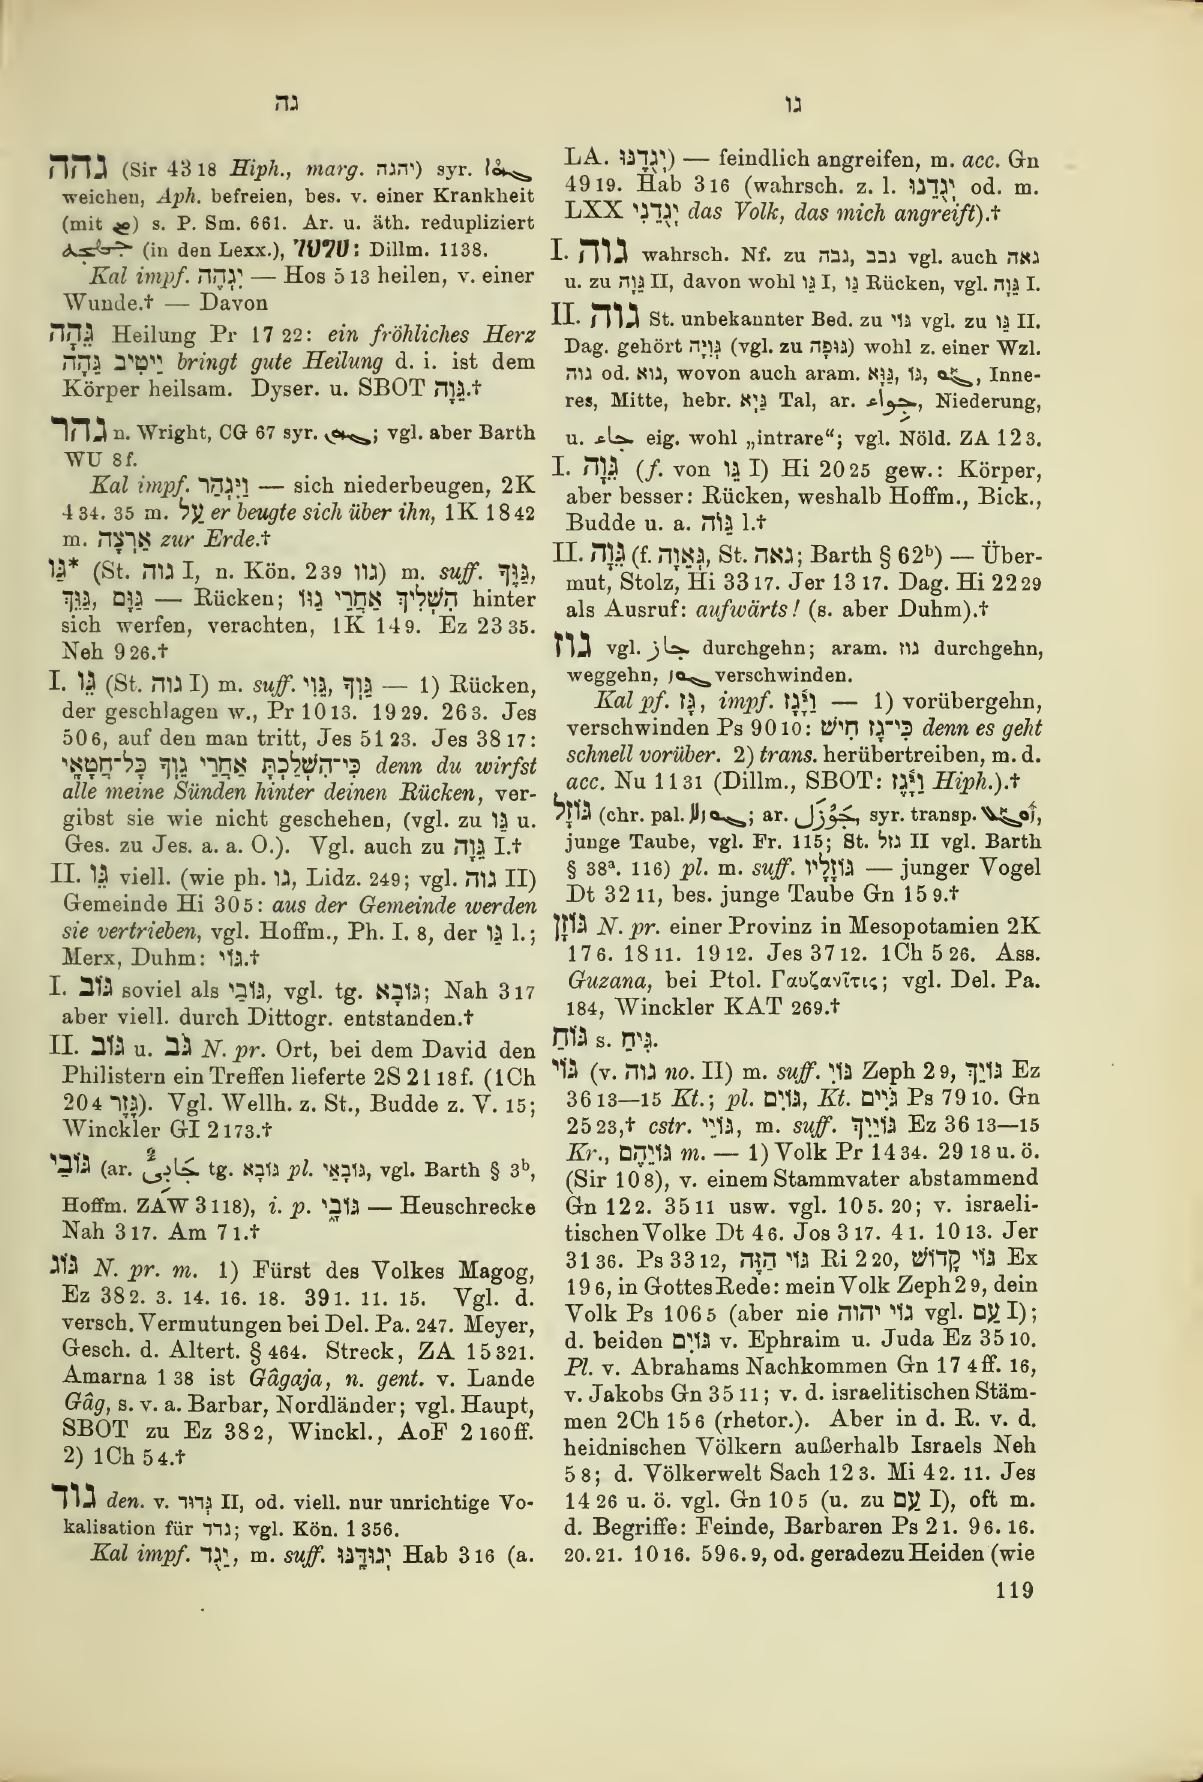 גה
גו
גהה (Sir 43 18 Hiph., marg. יהגה) syr.
weichen, Aph. befreien, bes. v. einer Krankheit
(mit ) s. P. Sm. 661. Ar. u. äth. redupliziert
(in den Lexx.), Dillm. 1138.
Kal impf. יִגְהֶה — Hos 5 13 heilen, v. einer
Wunde.† — Davon
גֵּהָה Heilung Pr 17 22: ein fröhliches Herz
יֵיטִיב גֵּהָה bringt gute Heilung d. i. ist dem
Körper heilsam. Dyser. u. SBOT גְּוִיָּה.†
גהר n. Wright, CG 67 syr. ; vgl. aber Barth
WU 8 f.
Kal impf. וַיִּגְהַר — sich niederbeugen, 2K
4 34. 35 m. עַל er beugte sich über ihn, 1K 18 42
m. אַרְצָה zur Erde.†
גַּו* (St. גוה I, n. Kön. 239 גוו) m. suff. גַּוֶּךָ,
גַּוֵּךְ, גַּוָּם — Rücken; הִשְׁלִיךְ אַחֲרֵי גַוּוֹ hinter
sich werfen, verachten, 1K 14 9. Ez 23 35.
Neh 9 26.†
I. גֵּו (St. גוה I) m. suff. גֵּוִי, גֵּוְךָ — 1) Rücken,
der geschlagen w., Pr 10 13. 19 29. 26 3. Jes
50 6, auf den man tritt, Jes 51 23. Jes 38 17:
כִּי־הִשְׁלַכְתָּ אַחֲרֵי גֵוְךָ כָּל־חֲטָאָי denn du wirfst
alle meine Sünden hinter deinen Rücken, ver-
gibst sie wie nicht geschehen, (vgl. zu גַּו u.
Ges. zu Jes. a. a. O.). Vgl. auch zu גֵּוָה I.†
II. גֵּו viell. (wie ph. גו, Lidz. 249; vgl. גוה II)
Gemeinde Hi 30 5: aus der Gemeinde werden
sie vertrieben, vgl. Hoffm., Ph. I. 8, der גֵּו l.;
Merx, Duhm: גּוֹי.†
I. גּוֹב soviel als גּוֹבַי, vgl. tg. גּוֹבָא; Nah 3 17
aber viell. durch Dittogr. entstanden.†
II. גּוֹב u. גֹּב N. pr. Ort, bei dem David den
Philistern ein Treffen lieferte 2S 21 18 f. (1Ch
20 4 גֶּזֶר). Vgl. Wellh. z. St., Budde z. V. 15;
Winckler GI 2 173.†
גּוֹבַי (ar. tg. גּוֹבָא pl. גּוֹבָאֵי, vgl. Barth § 3ᵇ,
Hoffm. ZAW 3 118), i. p. גּוֹבָי — Heuschrecke
Nah 3 17. Am 7 1.†
גּוֹג N. pr. m. 1) Fürst des Volkes Magog,
Ez 38 2. 3. 14. 16. 18. 39 1. 11. 15. Vgl. d.
versch. Vermutungen bei Del. Pa. 247. Meyer,
Gesch. d. Altert. § 464. Streck, ZA 15 321.
Amarna 1 38 ist Gâgaja, n. gent. v. Lande
Gâg, s. v. a. Barbar, Nordländer; vgl. Haupt,
SBOT zu Ez 38 2, Winckl., AoF 2 160 ff.
2) 1Ch 5 4.†
גוד den. v. גְּדוּד II, od. viell. nur unrichtige Vo-
kalisation für גדד; vgl. Kön. 1 356.
Kal impf. יָגֻד, m. suff. יְגוּדֶנּוּ Hab 3 16 (a.
LA. יְגֻדֶנּוּ) — feindlich angreifen, m. acc. Gn
49 19. Hab 3 16 (wahrsch. z. l. יְגֻדֵנוּ od. m.
LXX יְגֻדֵנִי das Volk, das mich angreift).†
I. גוה wahrsch. Nf. zu גבב, גבה vgl. auch גאה
u. zu גֵּוָה II, davon wohl גֵּו I, גַּו Rücken, vgl. גֵּוָה I.
II. גוה St. unbekannter Bed. zu גּוֹי vgl. zu גֵּו II.
Dag. gehört גְּוִיָּה (vgl. zu גּוּפָה) wohl z. einer Wzl.
גוה od. גוא, wovon auch aram. גַּוָּא, גַּו, , Inne-
res, Mitte, hebr. גַּיְא Tal, ar. جواء, Niederung,
u. جاء eig. wohl „intrare“; vgl. Nöld. ZA 12 3.
I. גֵּוָה (f. von גֵּו I) Hi 20 25 gew.: Körper,
aber besser: Rücken, weshalb Hoffm., Bick.,
Budde u. a. גֵּוֹה l.†
II. גֵּוָה (f. גַּאֲוָה, St. גאה; Barth § 62ᵇ) — Über-
mut, Stolz, Hi 33 17. Jer 13 17. Dag. Hi 22 29
als Ausruf: aufwärts! (s. aber Duhm).†
גוז vgl. جاز durchgehn; aram. גוז durchgehn,
weggehn, verschwinden.
Kal pf. גָּז, impf. וַיָּגָז — 1) vorübergehn,
verschwinden Ps 90 10: כִּי־גָז חִישׁ denn es geht
schnell vorüber. 2) trans. herübertreiben, m. d.
acc. Nu 11 31 (Dillm., SBOT: וַיָּגֶז Hiph.).†
גּוֹזָל (chr. pal. ; ar. جَوْزَل, syr. transp. ,
junge Taube, vgl. Fr. 115; St. גזל II vgl. Barth
§ 38ᵃ. 116) pl. m. suff. גּוֹזָלָיו — junger Vogel
Dt 32 11, bes. junge Taube Gn 15 9.†
גּוֹזָן N. pr. einer Provinz in Mesopotamien 2K
17 6. 18 11. 19 12. Jes 37 12. 1Ch 5 26. Ass.
Guzana, bei Ptol. Γαυζανῖτις; vgl. Del. Pa.
184, Winckler KAT 269.†
גּוֹחַ s. גִּיחַ.
גּוֹי (v. גוה no. II) m. suff. גּוֹיִ Zeph 2 9, גּוֹיֵךְ Ez
36 13—15 Kt.; pl. גּוֹיִם, Kt. גֹּיִים Ps 79 10. Gn
25 23,† cstr. גּוֹיֵי, m. suff. גּוֹיַיִךְ Ez 36 13—15
Kr., גּוֹיֵהֶם m. — 1) Volk Pr 14 34. 29 18 u. ö.
(Sir 10 8), v. einem Stammvater abstammend
Gn 12 2. 35 11 usw. vgl. 10 5. 20; v. israeli-
tischen Volke Dt 4 6. Jos 3 17. 4 1. 10 13. Jer
31 36. Ps 33 12, גּוֹי הַזֶּה Ri 2 20, גּוֹי קָדוֹשׁ Ex
19 6, in Gottes Rede: mein Volk Zeph 2 9, dein
Volk Ps 106 5 (aber nie גּוֹי יהוה vgl. עַם I);
d. beiden גּוֹיִם v. Ephraim u. Juda Ez 35 10.
Pl. v. Abrahams Nachkommen Gn 17 4 ff. 16,
v. Jakobs Gn 35 11; v. d. israelitischen Stäm-
men 2Ch 15 6 (rhetor.). Aber in d. R. v. d.
heidnischen Völkern außerhalb Israels Neh
5 8; d. Völkerwelt Sach 12 3. Mi 4 2. 11. Jes
14 26 u. ö. vgl. Gn 10 5 (u. zu עַם I), oft m.
d. Begriffe: Feinde, Barbaren Ps 2 1. 9 6. 16.
20. 21. 10 16. 59 6. 9, od. geradezu Heiden (wie
119